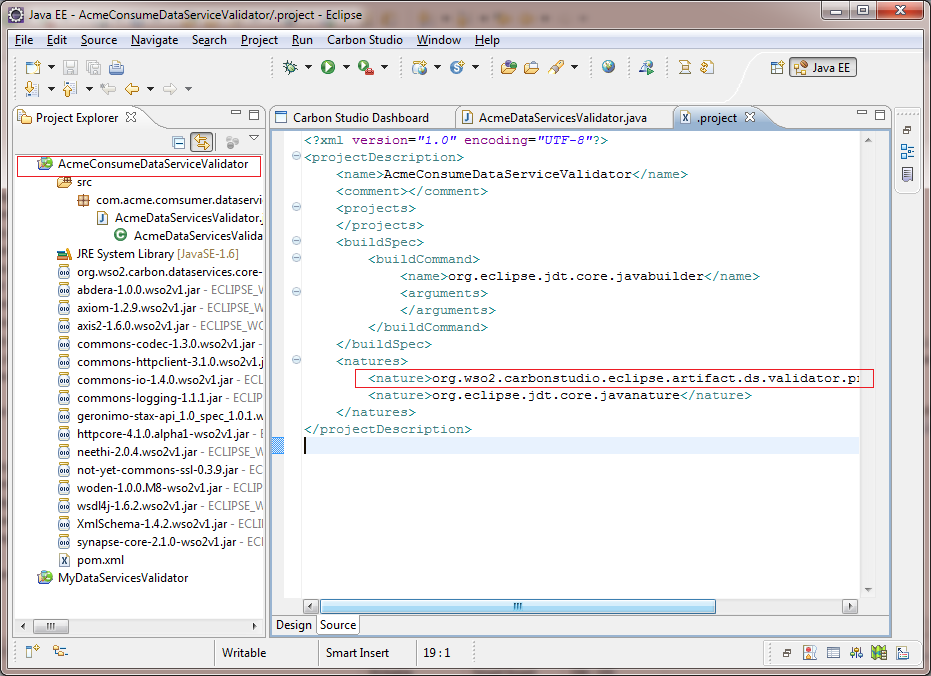 Java EE - AcmeConsumeDataServiceValidator/.project - Eclipse
File Edit Source Navigate Search Project Run Carbon Studio Window Help
Java EE
Project Explorer
Carbon Studio Dashboard
AcmeDataServicesValidator.java
.project
AcmeConsumeDataServiceValidator
src
com.acme.comsumer.dataservi
AcmeDataServicesValidator.
AcmeDataServicesValida
JRE System Library [JavaSE-1.6]
org.wso2.carbon.dataservices.core-
abdera-1.0.0.wso2v1.jar - ECLIPSE_W
axiom-1.2.9.wso2v1.jar - ECLIPSE_W
axis2-1.6.0.wso2v1.jar - ECLIPSE_WO
commons-codec-1.3.0.wso2v1.jar -
commons-httpclient-3.1.0.wso2v1.j
commons-io-1.4.0.wso2v1.jar - ECLI
commons-logging-1.1.1.jar - ECLIPS
geronimo-stax-api_1.0_spec_1.0.1.w
httpcore-4.1.0.alpha1-wso2v1.jar - E
neethi-2.0.4.wso2v1.jar - ECLIPSE_W
not-yet-commons-ssl-0.3.9.jar - EC
woden-1.0.0.M8-wso2v1.jar - ECLIP
wsdl4j-1.6.2.wso2v1.jar - ECLIPSE_W
XmlSchema-1.4.2.wso2v1.jar - ECLI
synapse-core-2.1.0-wso2v1.jar - EC
pom.xml
MyDataServicesValidator
<?xml version="1.0" encoding="UTF-8"?>
<projectDescription>
<name>AcmeConsumeDataServiceValidator</name>
<comment></comment>
<projects>
</projects>
<buildSpec>
<buildCommand>
<name>org.eclipse.jdt.core.javabuilder</name>
<arguments>
</arguments>
</buildCommand>
</buildSpec>
<natures>
<nature>org.wso2.carbonstudio.eclipse.artifact.ds.validator.pr
<nature>org.eclipse.jdt.core.javanature</nature>
</natures>
</projectDescription>
Design Source
Writable Smart Insert 19 : 1